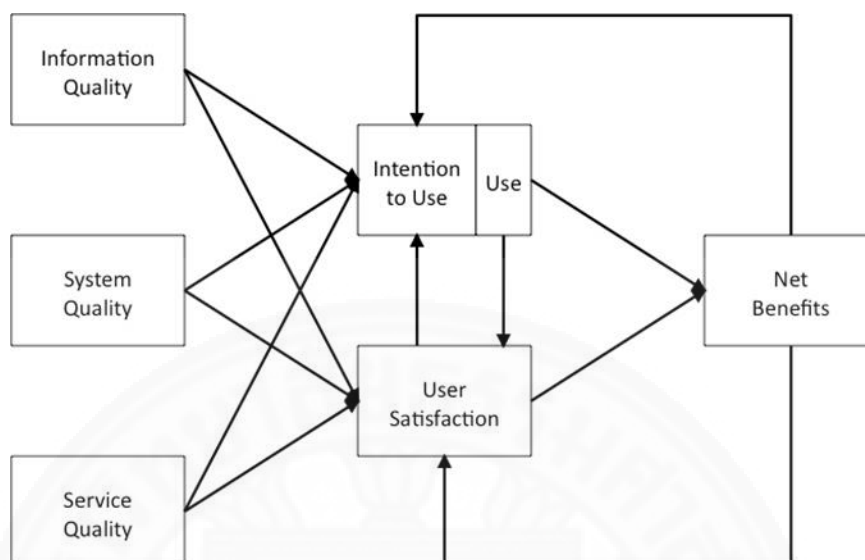 Information
Quality
Intention
to Use
Use
System
Quality
Net
Benefits
User
Satisfaction
Service
Quality